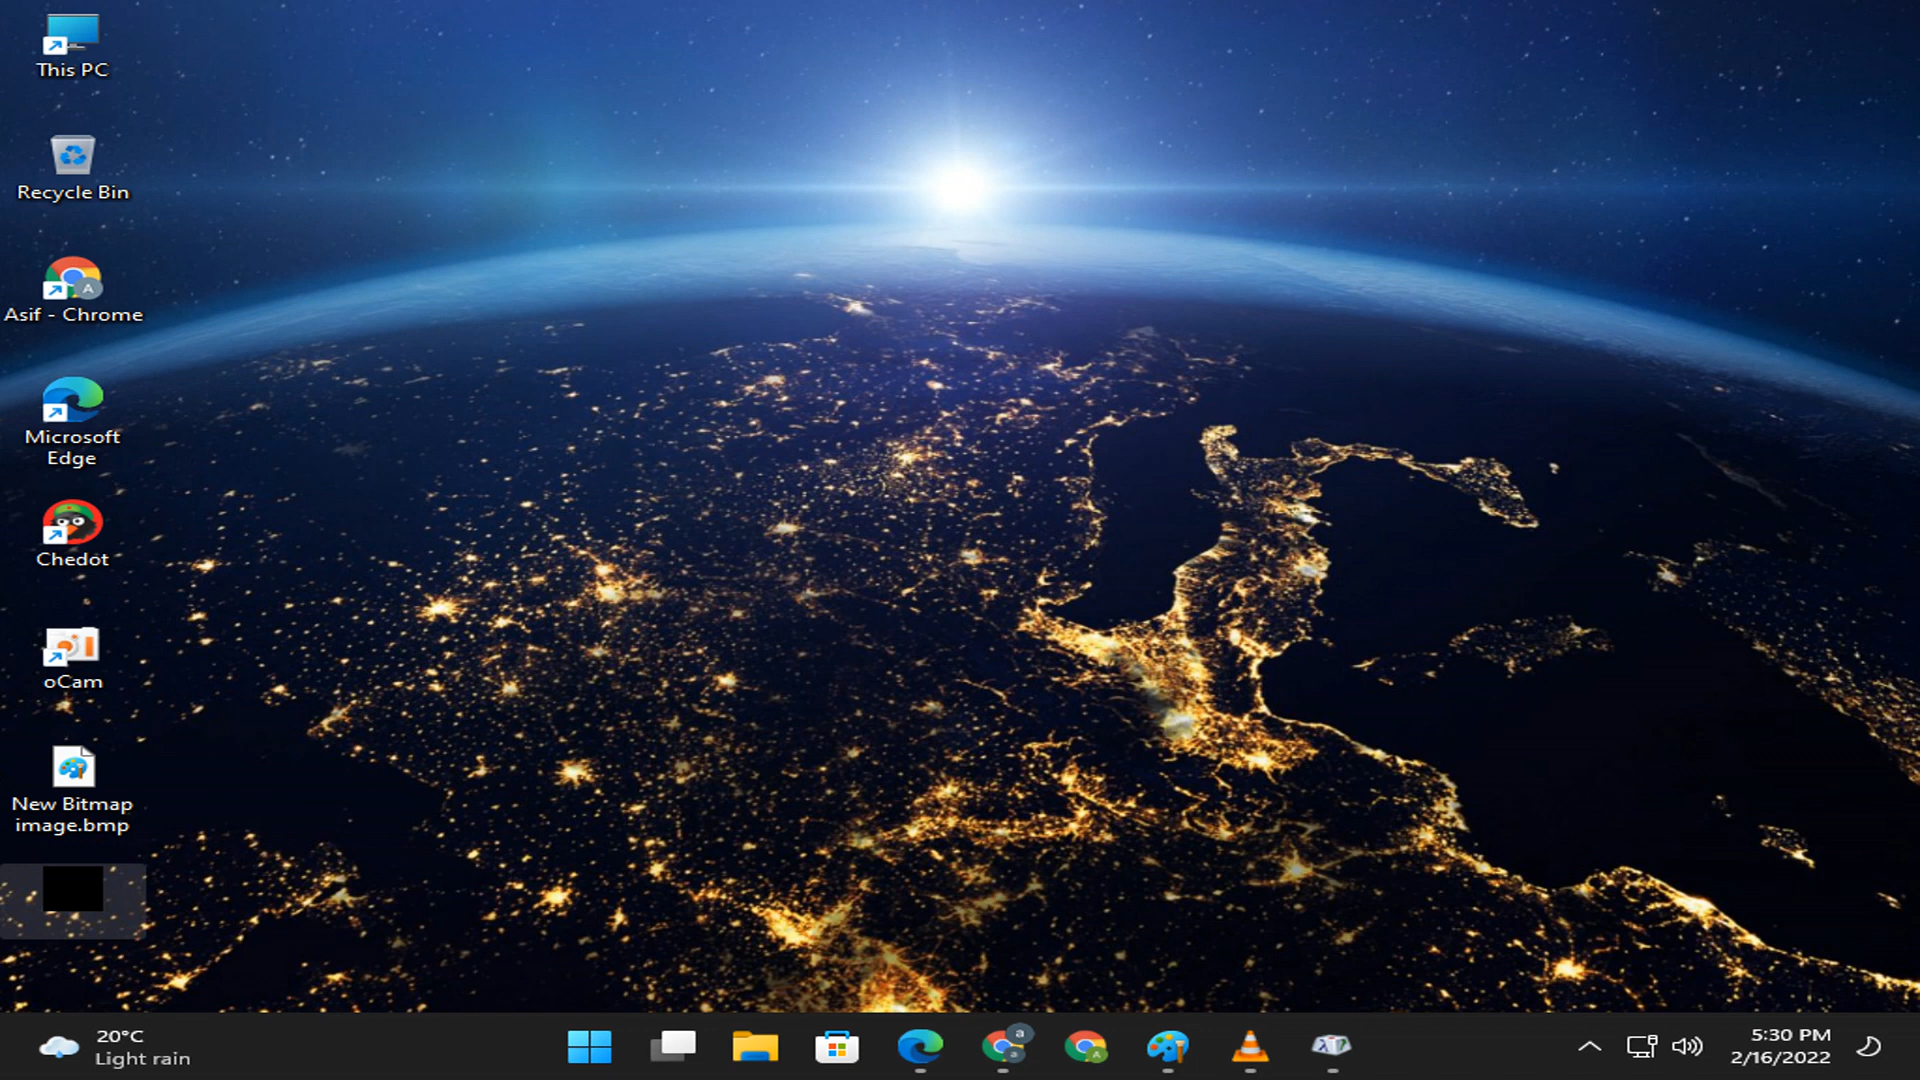 This PC
Recycle Bin
Asif - Chrome
Microsoft
Edge
Chedot
oCam
New Bitmap
image.bmp
20°C
Light rain
5:30 PM
2/16/2022